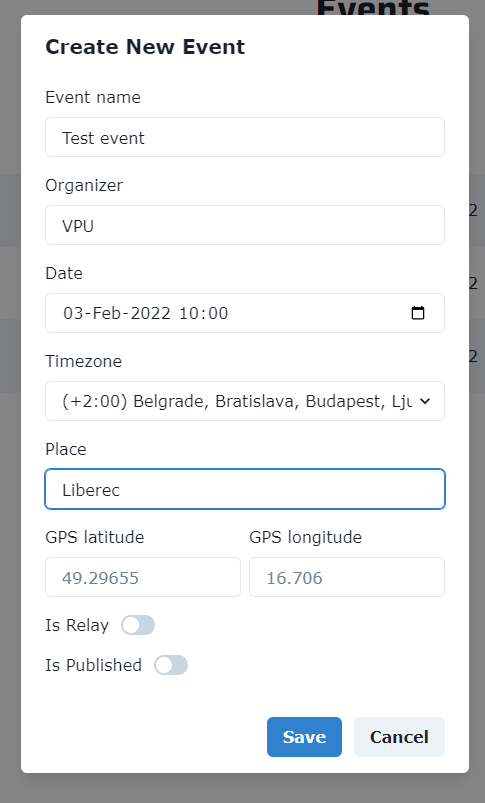 Events
Create New Event
Event name
Test event
Organizer
VPU
2
Date
2
03-Feb-2022 10:00
2
Timezone
(+2:00) Belgrade, Bratislava, Budapest, Lju
Place
Liberec
GPS latitude GPS longitude
49.29655 16.706
Is Relay
Is Published
Save Cancel